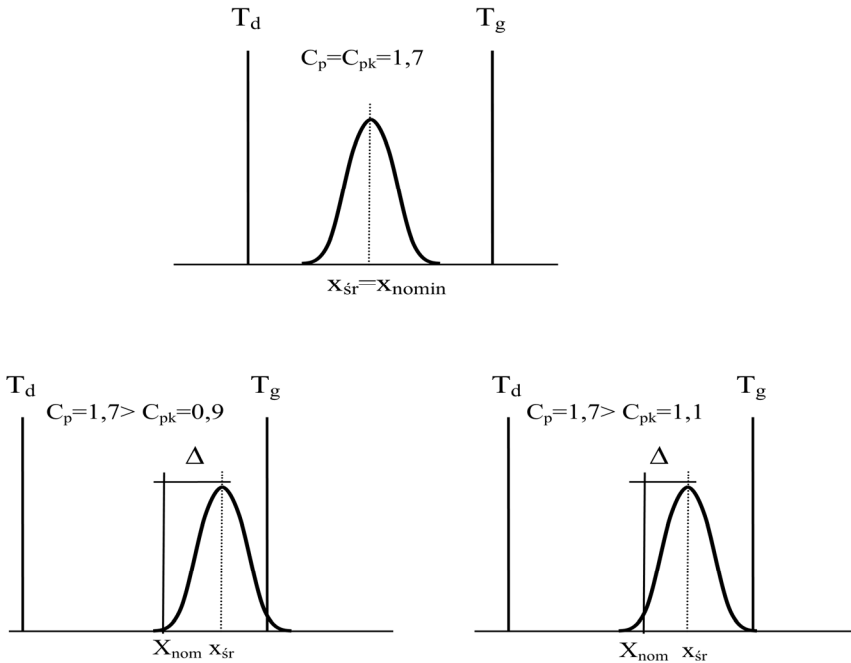 T_d T_g
C_p=C_pk=1,7
x_śr=x_nomin
T_d T_g
C_p=1,7> C_pk=0,9
Δ
X_nom x_śr
T_d T_g
C_p=1,7> C_pk=1,1
Δ
X_nom x_śr